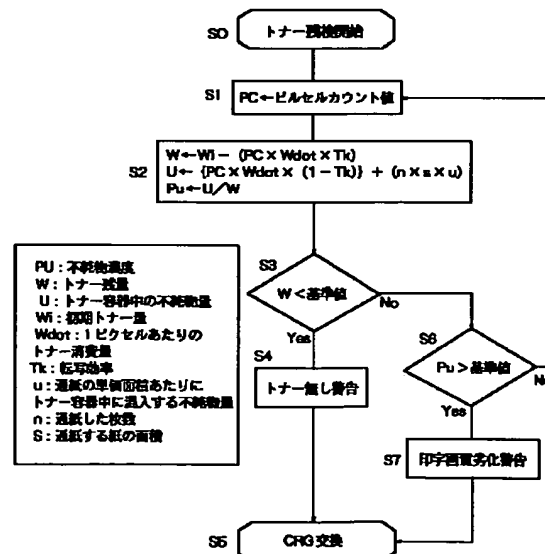 S0
トナー残検開始
S1
PC←ピルセルカウント値
S2
W←Wi－(PC×Wdot×Tk)
U←{PC×Wdot×(1－Tk)}＋(n×s×u)
Pu←U／W
S3
W＜基準値
No
Yes
S4
トナー無し警告
S6
Pu＞基準値
No
Yes
S7
印字画質劣化警告
S5
CRG交換
PU：不純物濃度
W：トナー残量
U：トナー容器中の不純物量
Wi：初期トナー量
Wdot：1ピクセルあたりの
トナー消費量
Tk：転写効率
u：通紙の単価面積あたりに
トナー容器中に混入する不純物量
n：通紙した枚数
S：通紙する紙の面積